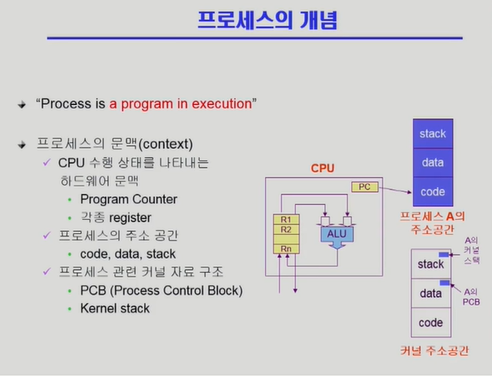 프로세스의 개념
“Process is a program in execution”
프로세스의 문맥(context)
CPU 수행 상태를 나타내는
하드웨어 문맥
Program Counter
각종 register
프로세스의 주소 공간
code, data, stack
프로세스 관련 커널 자료 구조
PCB (Process Control Block)
Kernel stack
CPU
PC
R1
R2
Rn
ALU
stack
data
code
프로세스 A의
주소공간
stack
data
code
A의
커널
스택
A의
PCB
커널 주소공간